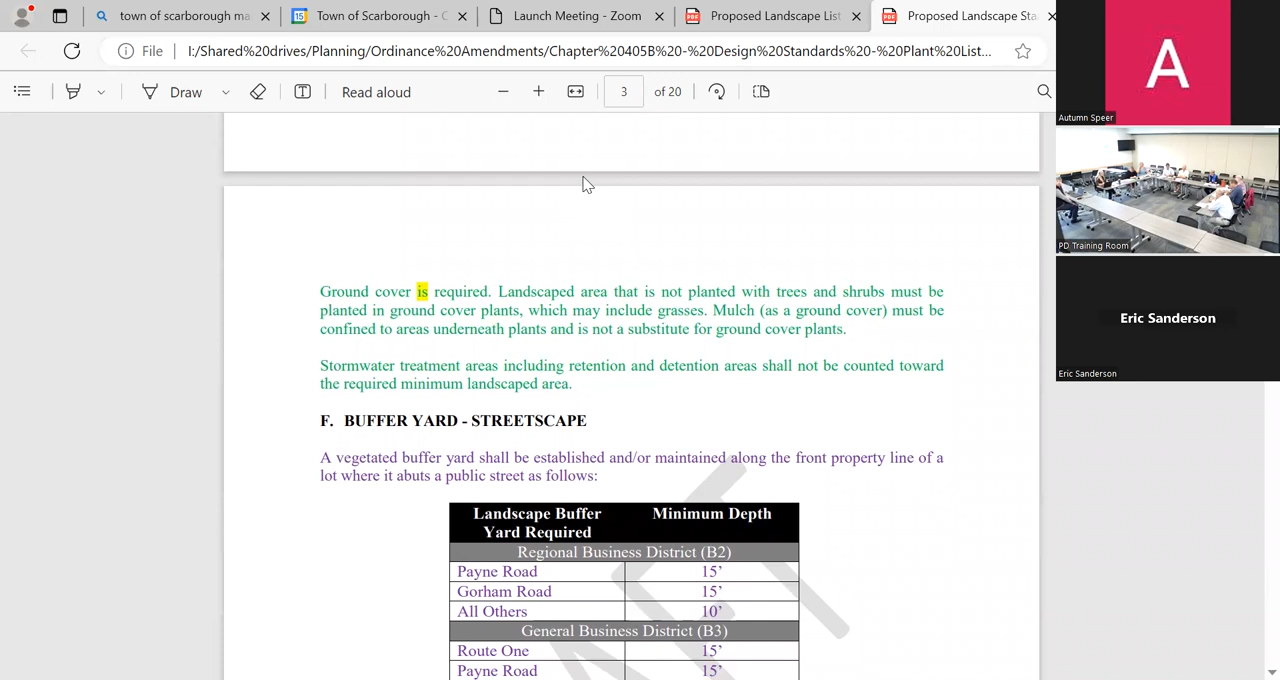 town of scarborough ma
Town of Scarborough - C
Launch Meeting - Zoom
Proposed Landscape List
Proposed Landscape Sta
File
I:/Shared%20drives/Planning/Ordinance%20Amendments/Chapter%20405B%20-%20Design%20Standards%20-%20Plant%20List...
Draw
Read aloud
3
of 20
A
Autumn Speer
PD Training Room
Eric Sanderson
Eric Sanderson
Ground cover is required. Landscaped area that is not planted with trees and shrubs must be
planted in ground cover plants, which may include grasses. Mulch (as a ground cover) must be
confined to areas underneath plants and is not a substitute for ground cover plants.
Stormwater treatment areas including retention and detention areas shall not be counted toward
the required minimum landscaped area.
F. BUFFER YARD - STREETSCAPE
A vegetated buffer yard shall be established and/or maintained along the front property line of a
lot where it abuts a public street as follows:
Landscape Buffer
Yard Required
Minimum Depth
Regional Business District (B2)
Payne Road 15’
Gorham Road 15’
All Others 10’
General Business District (B3)
Route One 15’
Payne Road 15’